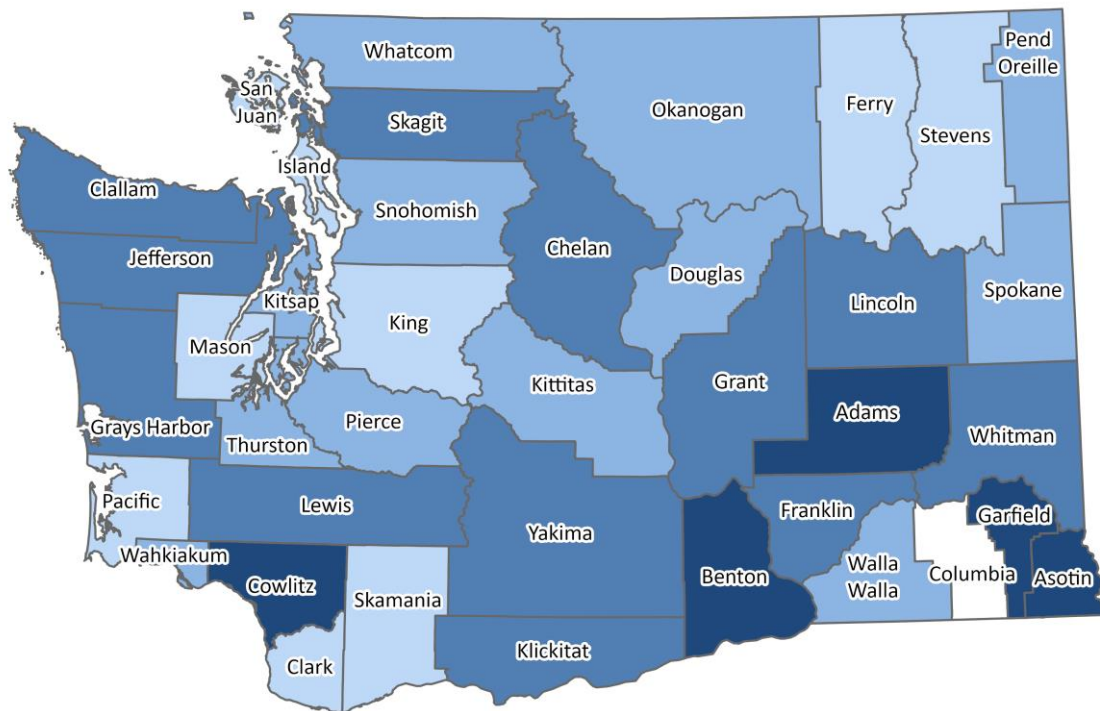 Whatcom
Pend
Oreille
San
Juan
Skagit
Okanogan
Ferry
Stevens
Island
Clallam
Snohomish
Chelan
Jefferson
Douglas
Kitsap
Lincoln
Spokane
King
Mason
Kittitas
Grant
Adams
Grays Harbor
Pierce
Thurston
Whitman
Pacific
Lewis
Yakima
Franklin
Garfield
Wahkiakum
Cowlitz
Benton
Walla
Walla
Columbia
Asotin
Skamania
Clark
Klickitat